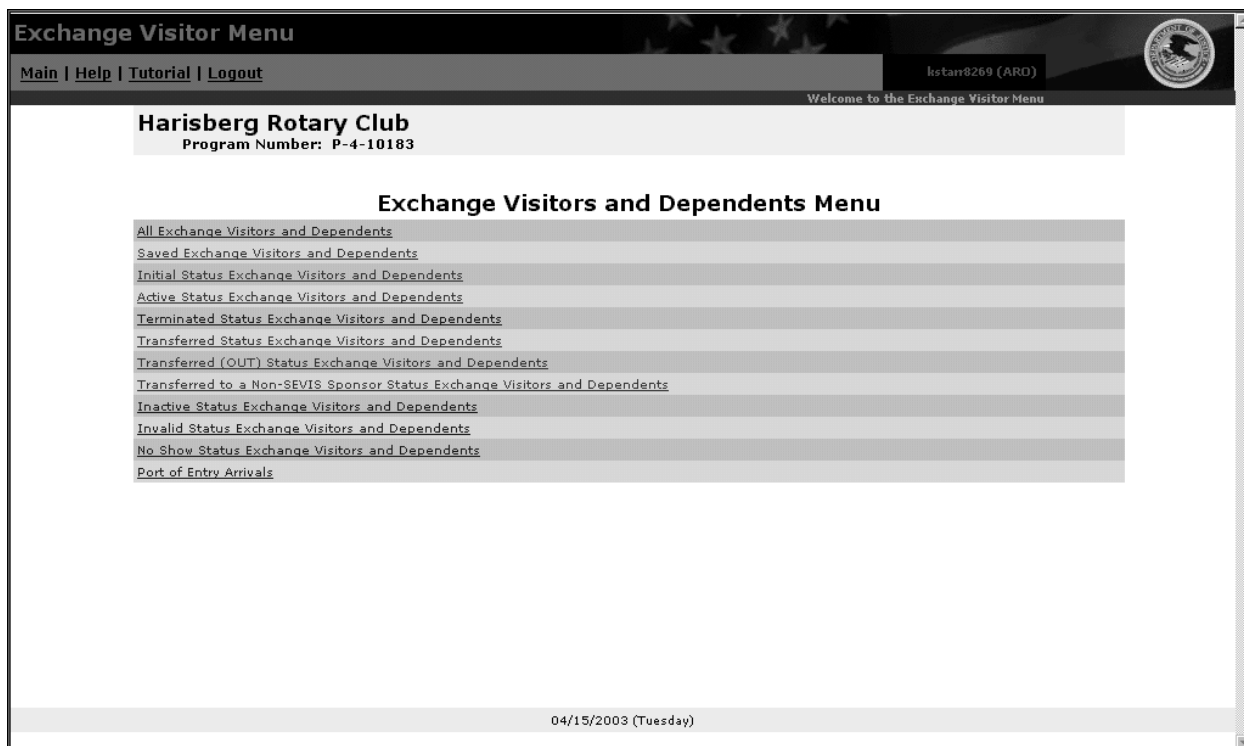 Exchange Visitor Menu
Main | Help | Tutorial | Logout
kstarr8269 (ARO)
Welcome to the Exchange Visitor Menu
Harisberg Rotary Club
Program Number: P-4-10183
Exchange Visitors and Dependents Menu
All Exchange Visitors and Dependents
Saved Exchange Visitors and Dependents
Initial Status Exchange Visitors and Dependents
Active Status Exchange Visitors and Dependents
Terminated Status Exchange Visitors and Dependents
Transferred Status Exchange Visitors and Dependents
Transferred (OUT) Status Exchange Visitors and Dependents
Transferred to a Non-SEVIS Sponsor Status Exchange Visitors and Dependents
Inactive Status Exchange Visitors and Dependents
Invalid Status Exchange Visitors and Dependents
No Show Status Exchange Visitors and Dependents
Port of Entry Arrivals
04/15/2003 (Tuesday)